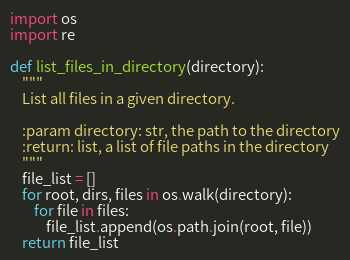 import os
import re

def list_files_in_directory(directory):
    """
    List all files in a given directory.

    :param directory: str, the path to the directory
    :return: list, a list of file paths in the directory
    """
    file_list = []
    for root, dirs, files in os.walk(directory):
        for file in files:
            file_list.append(os.path.join(root, file))
    return file_list